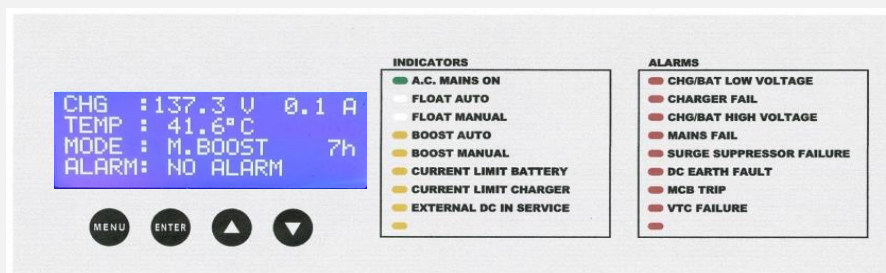 CHG :137.3 V 0.1 A
TEMP : 41.6°C
MODE : M.BOOST 7h
ALARM: NO ALARM
MENU
ENTER
INDICATORS
A.C. MAINS ON
FLOAT AUTO
FLOAT MANUAL
BOOST AUTO
BOOST MANUAL
CURRENT LIMIT BATTERY
CURRENT LIMIT CHARGER
EXTERNAL DC IN SERVICE
ALARMS
CHG/BAT LOW VOLTAGE
CHARGER FAIL
CHG/BAT HIGH VOLTAGE
MAINS FAIL
SURGE SUPPRESSOR FAILURE
DC EARTH FAULT
MCB TRIP
VTC FAILURE